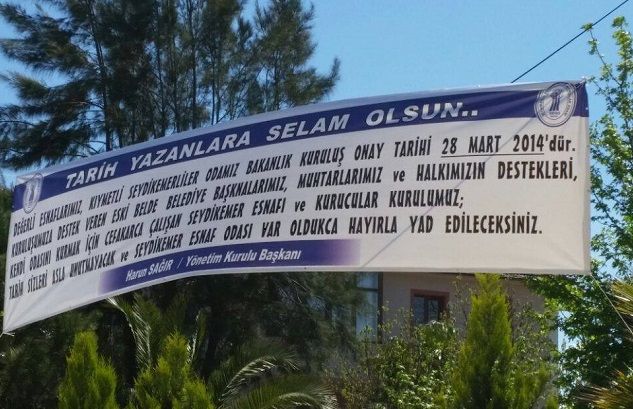 TARİH YAZANLARA SELAM OLSUN..
DEĞERLİ ESNAFLARIMIZ, KIYMETLİ SEYDİKEMERLİLER ODAMIZ BAKANLIK KURULUŞ ONAY TARİHİ 28 MART 2014'dür.
KURULUŞUMUZA DESTEK VEREN ESKİ BELDE BELEDİYE BAŞKNALARIMIZ, MUHTARLARIMIZ ve HALKIMIZIN DESTEKLERİ,
KENDİ ODASINI KURMAK İÇİN CEFAKARCA ÇALIŞAN SEYDİKEMER ESNAFI ve KURUCULAR KURULUMUZ;
TARİH SİZLERİ ASLA UNUTMAYACAK ve SEYDİKEMER ESNAF ODASI VAR OLDUKCA HAYIRLA YAD EDİLECEKSİNİZ.
Harun SAĞIR / Yönetim Kurulu Başkanı